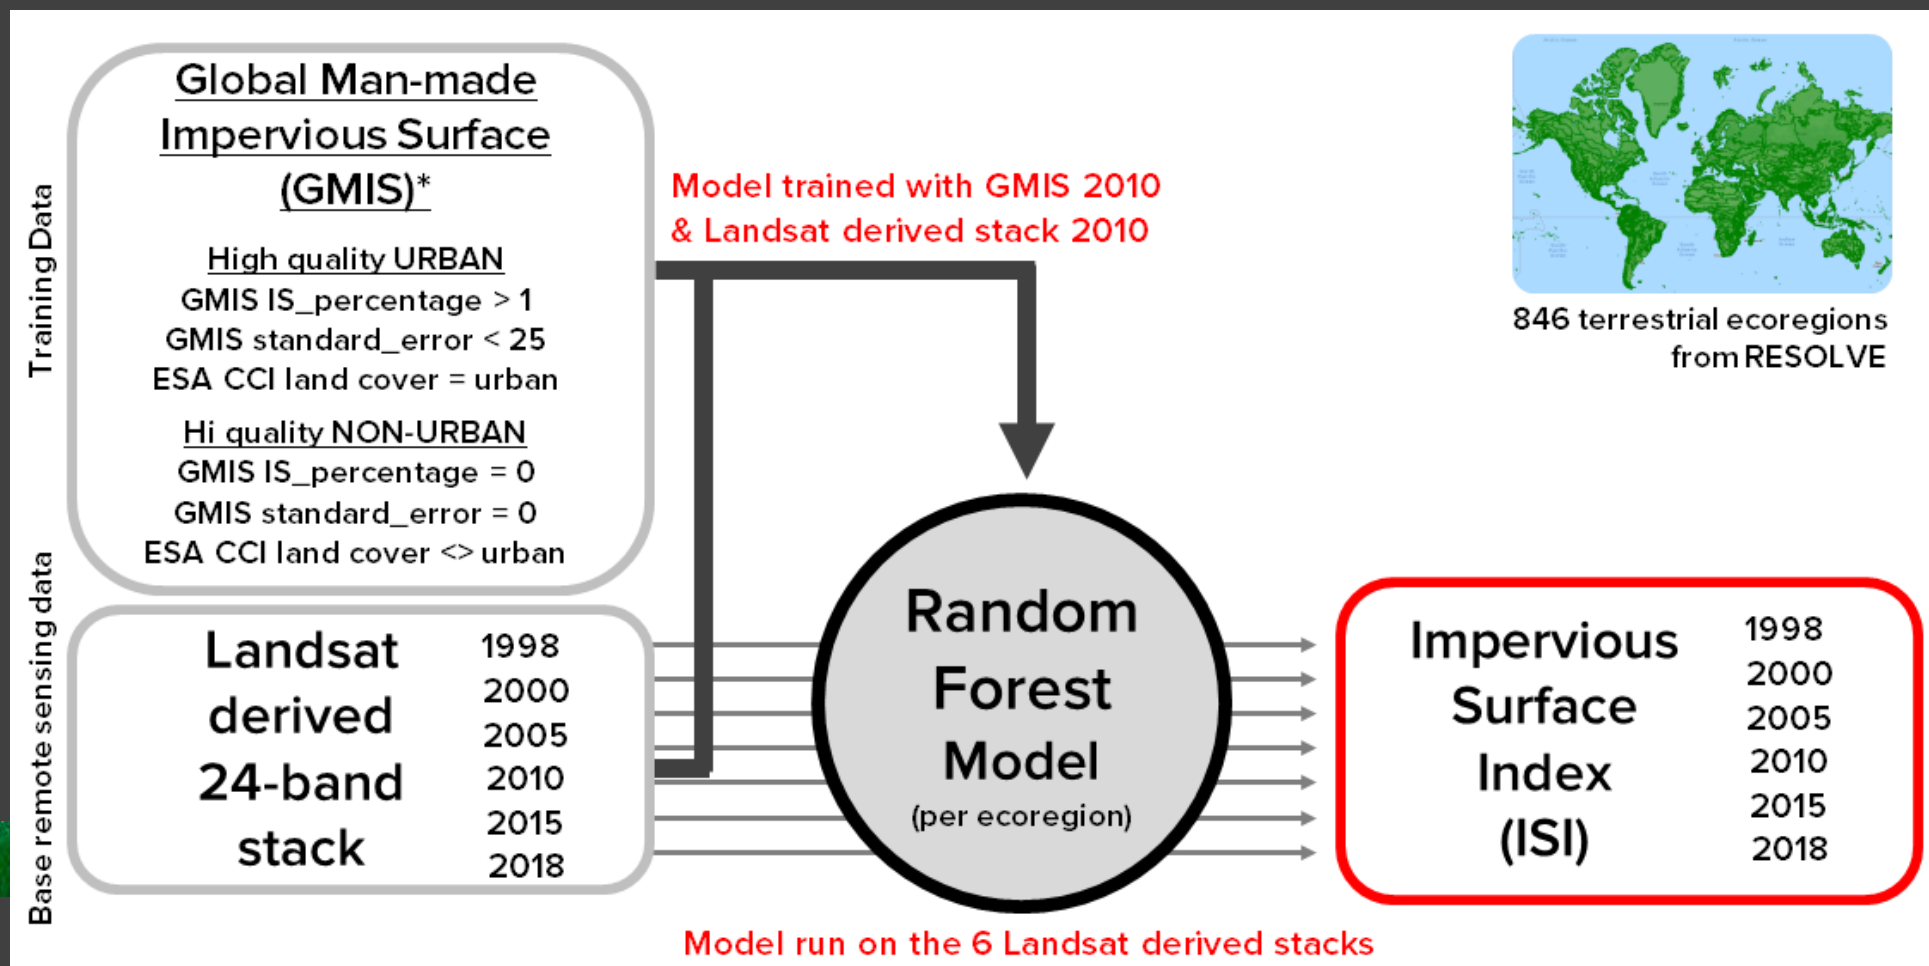 Training Data
Global Man-made
Impervious Surface
(GMIS)*
High quality URBAN
GMIS IS_percentage > 1
GMIS standard_error < 25
ESA CCI land cover = urban
Hi quality NON-URBAN
GMIS IS_percentage = 0
GMIS standard_error = 0
ESA CCI land cover <> urban
Base remote sensing data
Landsat
derived
24-band
stack
1998
2000
2005
2010
2015
2018
Model trained with GMIS 2010
& Landsat derived stack 2010
Random
Forest
Model
(per ecoregion)
Model run on the 6 Landsat derived stacks
846 terrestrial ecoregions
from RESOLVE
Impervious
Surface
Index
(ISI)
1998
2000
2005
2010
2015
2018